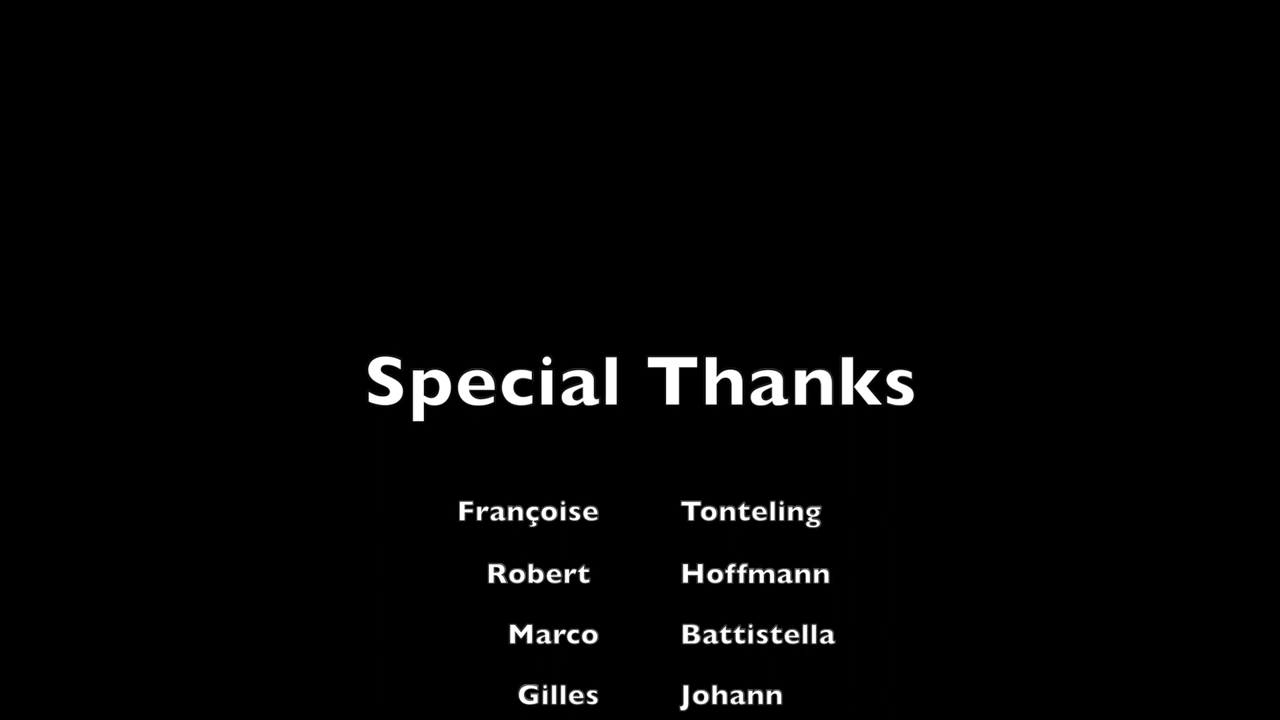 Special Thanks
Françoise Tonteling
Robert Hoffmann
Marco Battistella
Gilles Johann